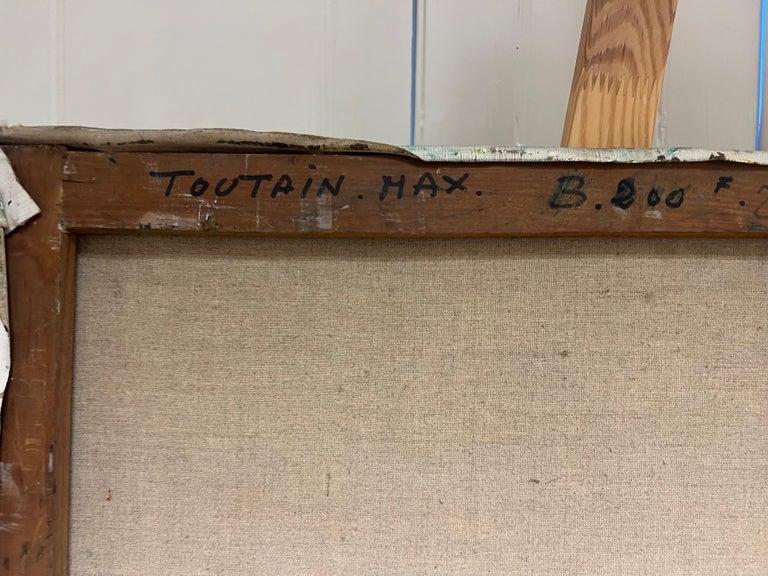 TOUTAIN. MAX. B. 200 F.